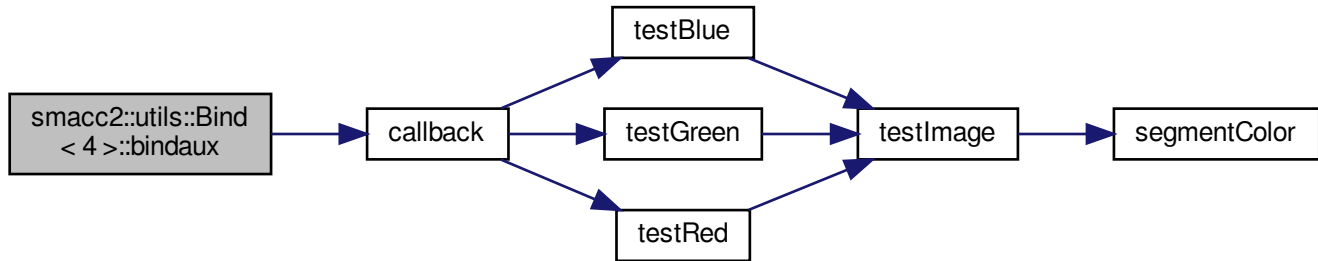 smacc2::utils::Bind
< 4 >::bindaux
callback
testBlue
testGreen
testRed
testImage
segmentColor